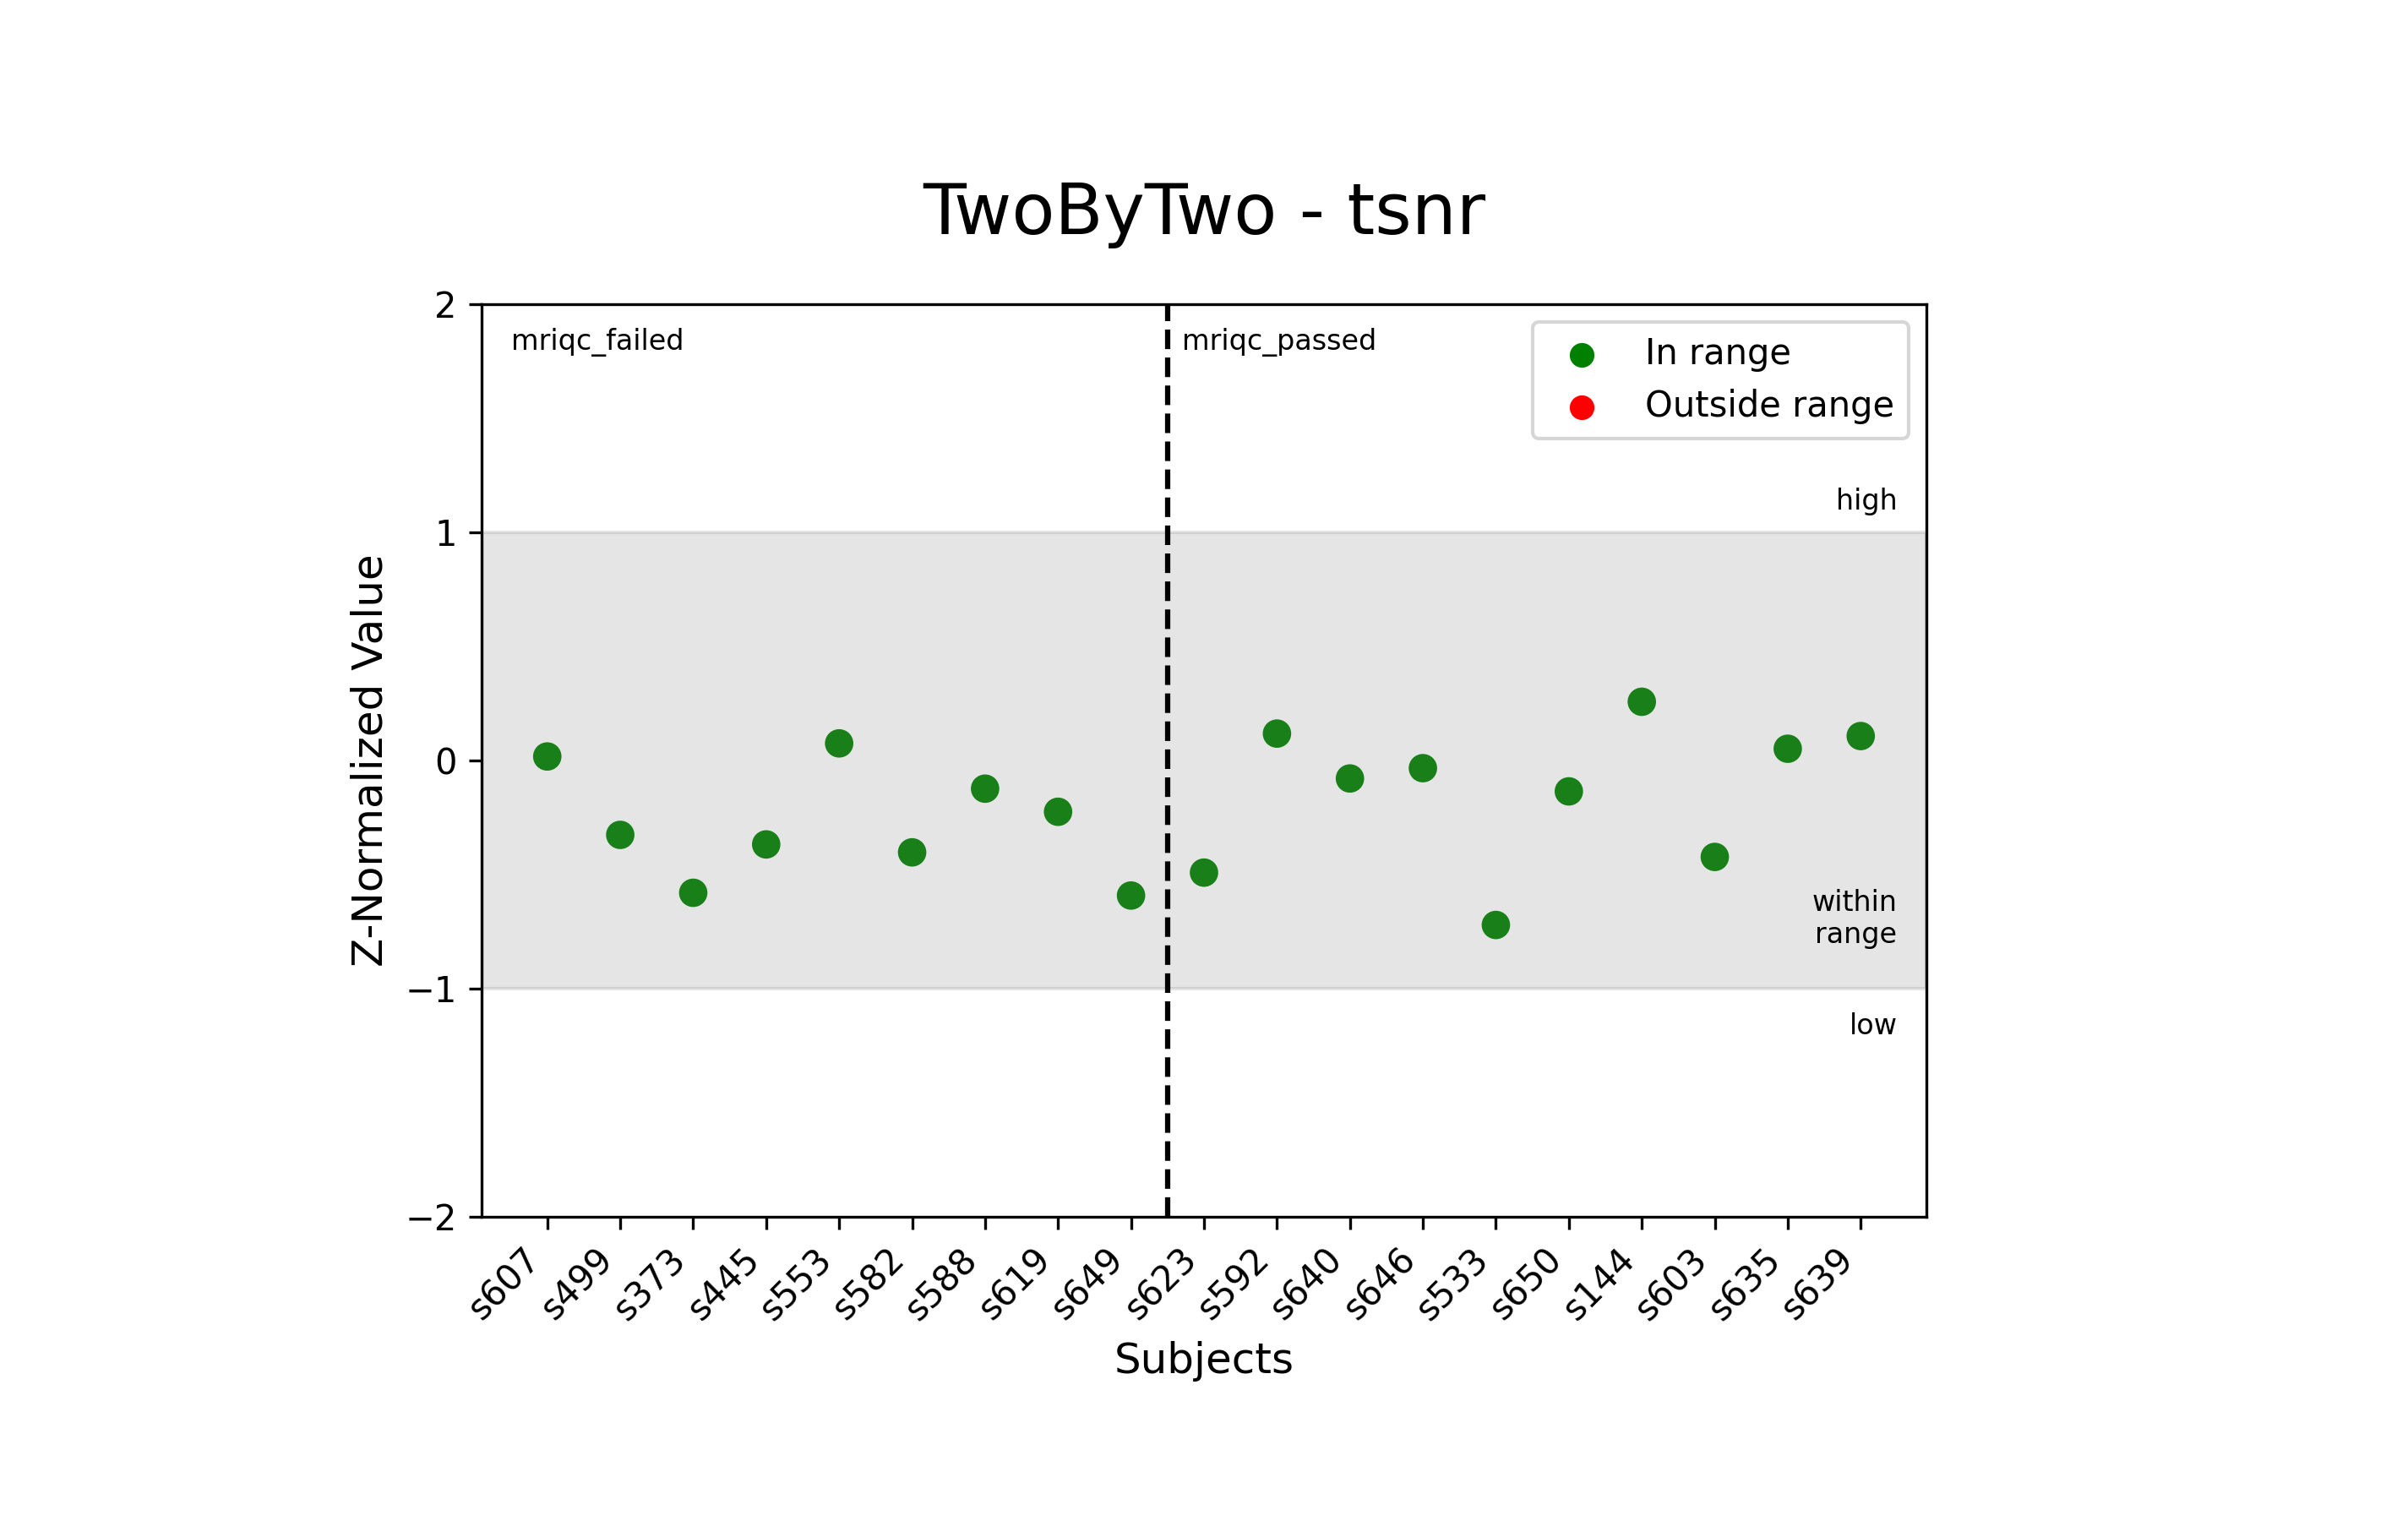 TwoByTwo - tsnr
2
mriqc_failed
mriqc_passed
In range
Outside range
high
1
Z-Normalized Value
0
within
range
−1
low
−2
s607
s499
s373
s445
s553
s582
s588
s619
s649
s623
s592
s640
s646
s533
s650
s144
s603
s635
s639
Subjects